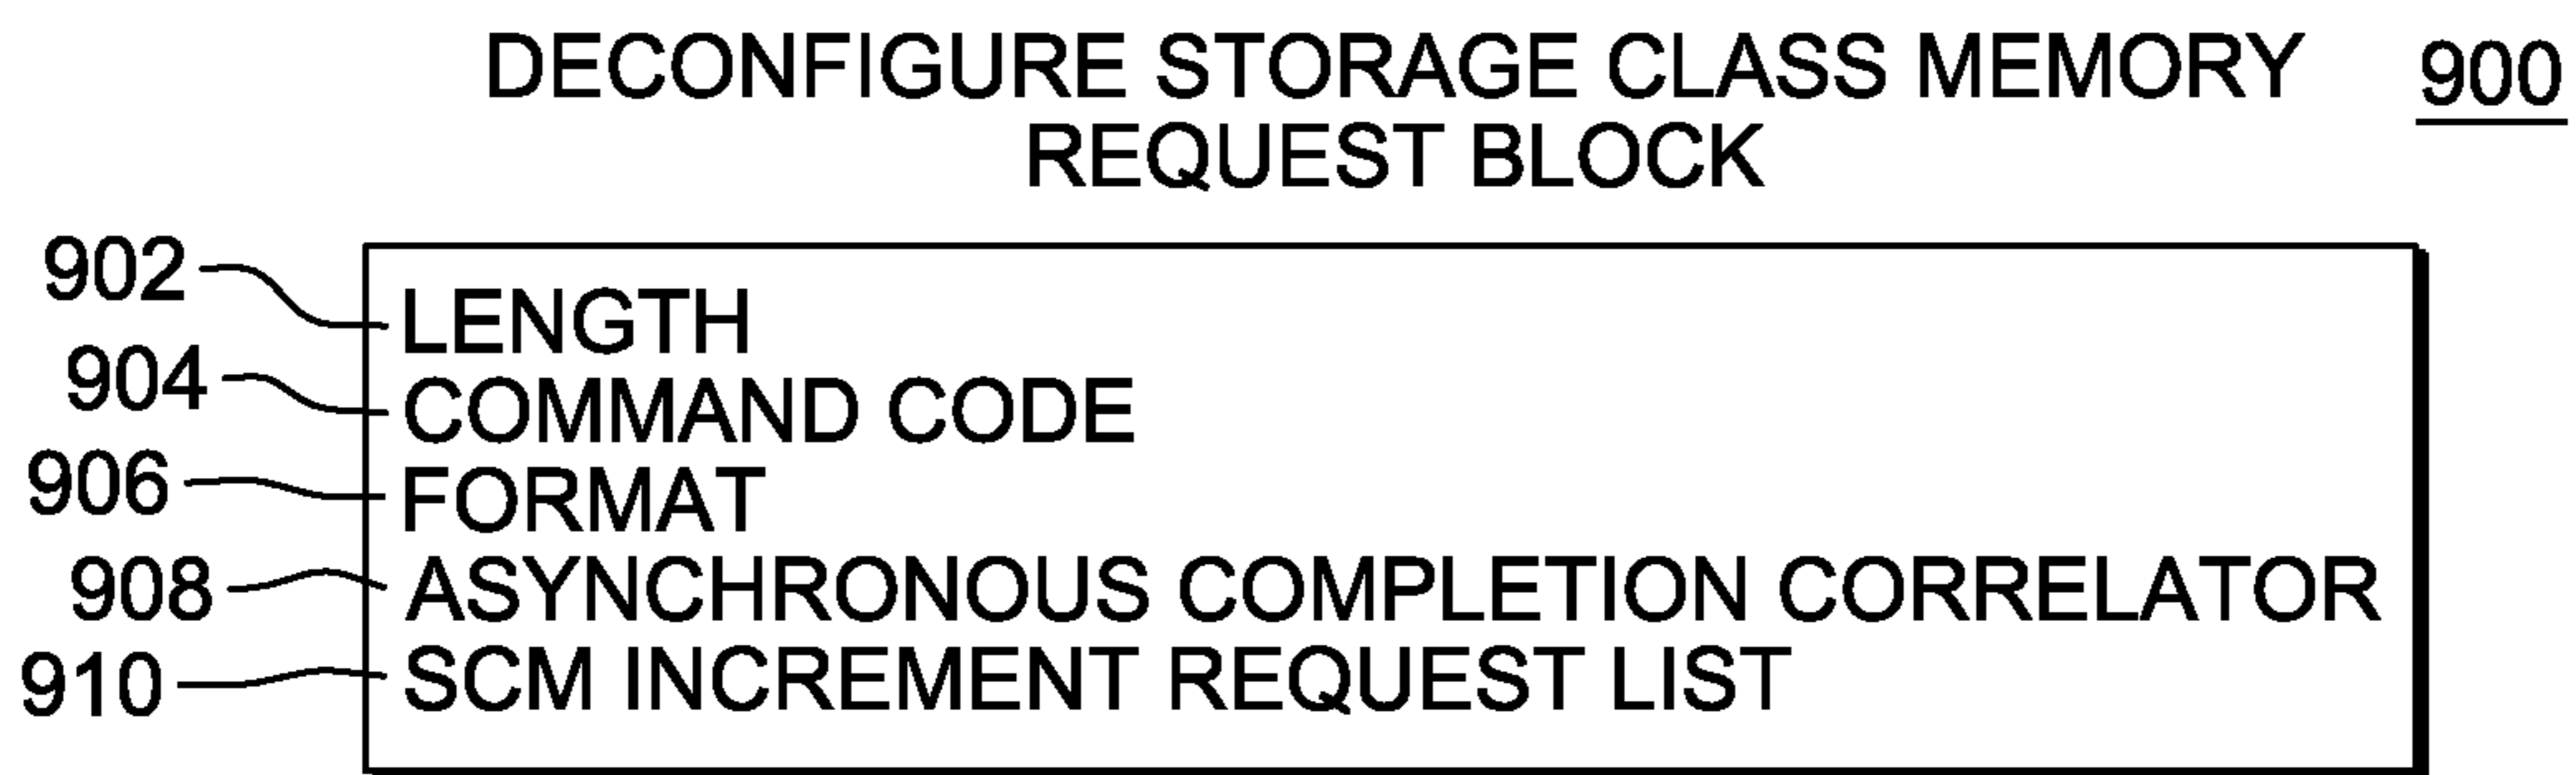 DECONFIGURE STORAGE CLASS MEMORY 900
REQUEST BLOCK
902 LENGTH
904 COMMAND CODE
906 FORMAT
908 ASYNCHRONOUS COMPLETION CORRELATOR
910 SCM INCREMENT REQUEST LIST